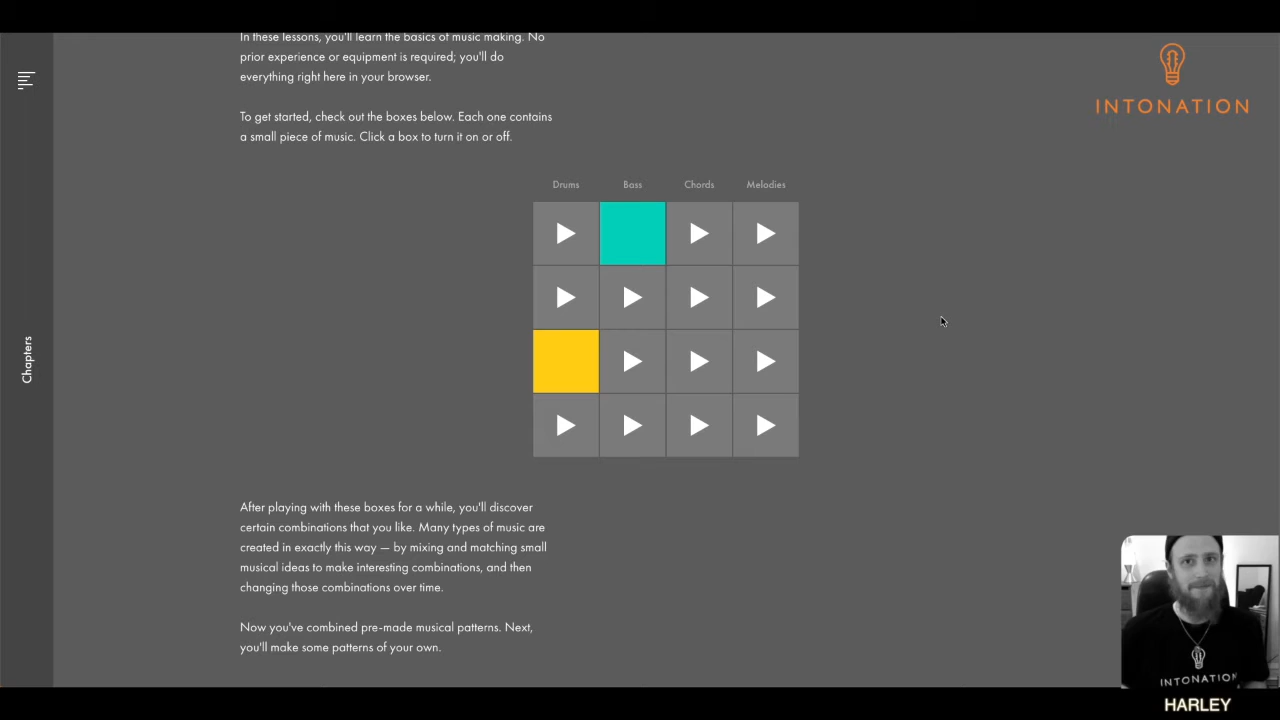 In these lessons, you'll learn the basics of music making. No
prior experience or equipment is required; you'll do
everything right here in your browser.
To get started, check out the boxes below. Each one contains
a small piece of music. Click a box to turn it on or off.
INTONATION
Drums Bass Chords Melodies
Chapters
After playing with these boxes for a while, you'll discover
certain combinations that you like. Many types of music are
created in exactly this way — by mixing and matching small
musical ideas to make interesting combinations, and then
changing those combinations over time.
Now you've combined pre-made musical patterns. Next,
you'll make some patterns of your own.
INTONATION
HARLEY